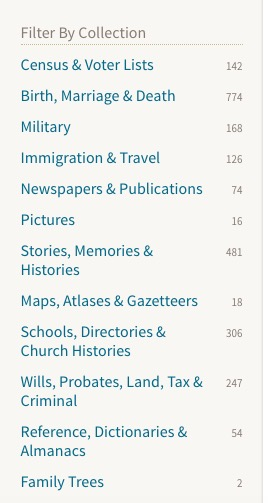 Filter By Collection
Census & Voter Lists 142
Birth, Marriage & Death 774
Military 168
Immigration & Travel 126
Newspapers & Publications 74
Pictures 16
Stories, Memories & 481
Histories
Maps, Atlases & Gazetteers 18
Schools, Directories & 306
Church Histories
Wills, Probates, Land, Tax & 247
Criminal
Reference, Dictionaries & 54
Almanacs
Family Trees 2